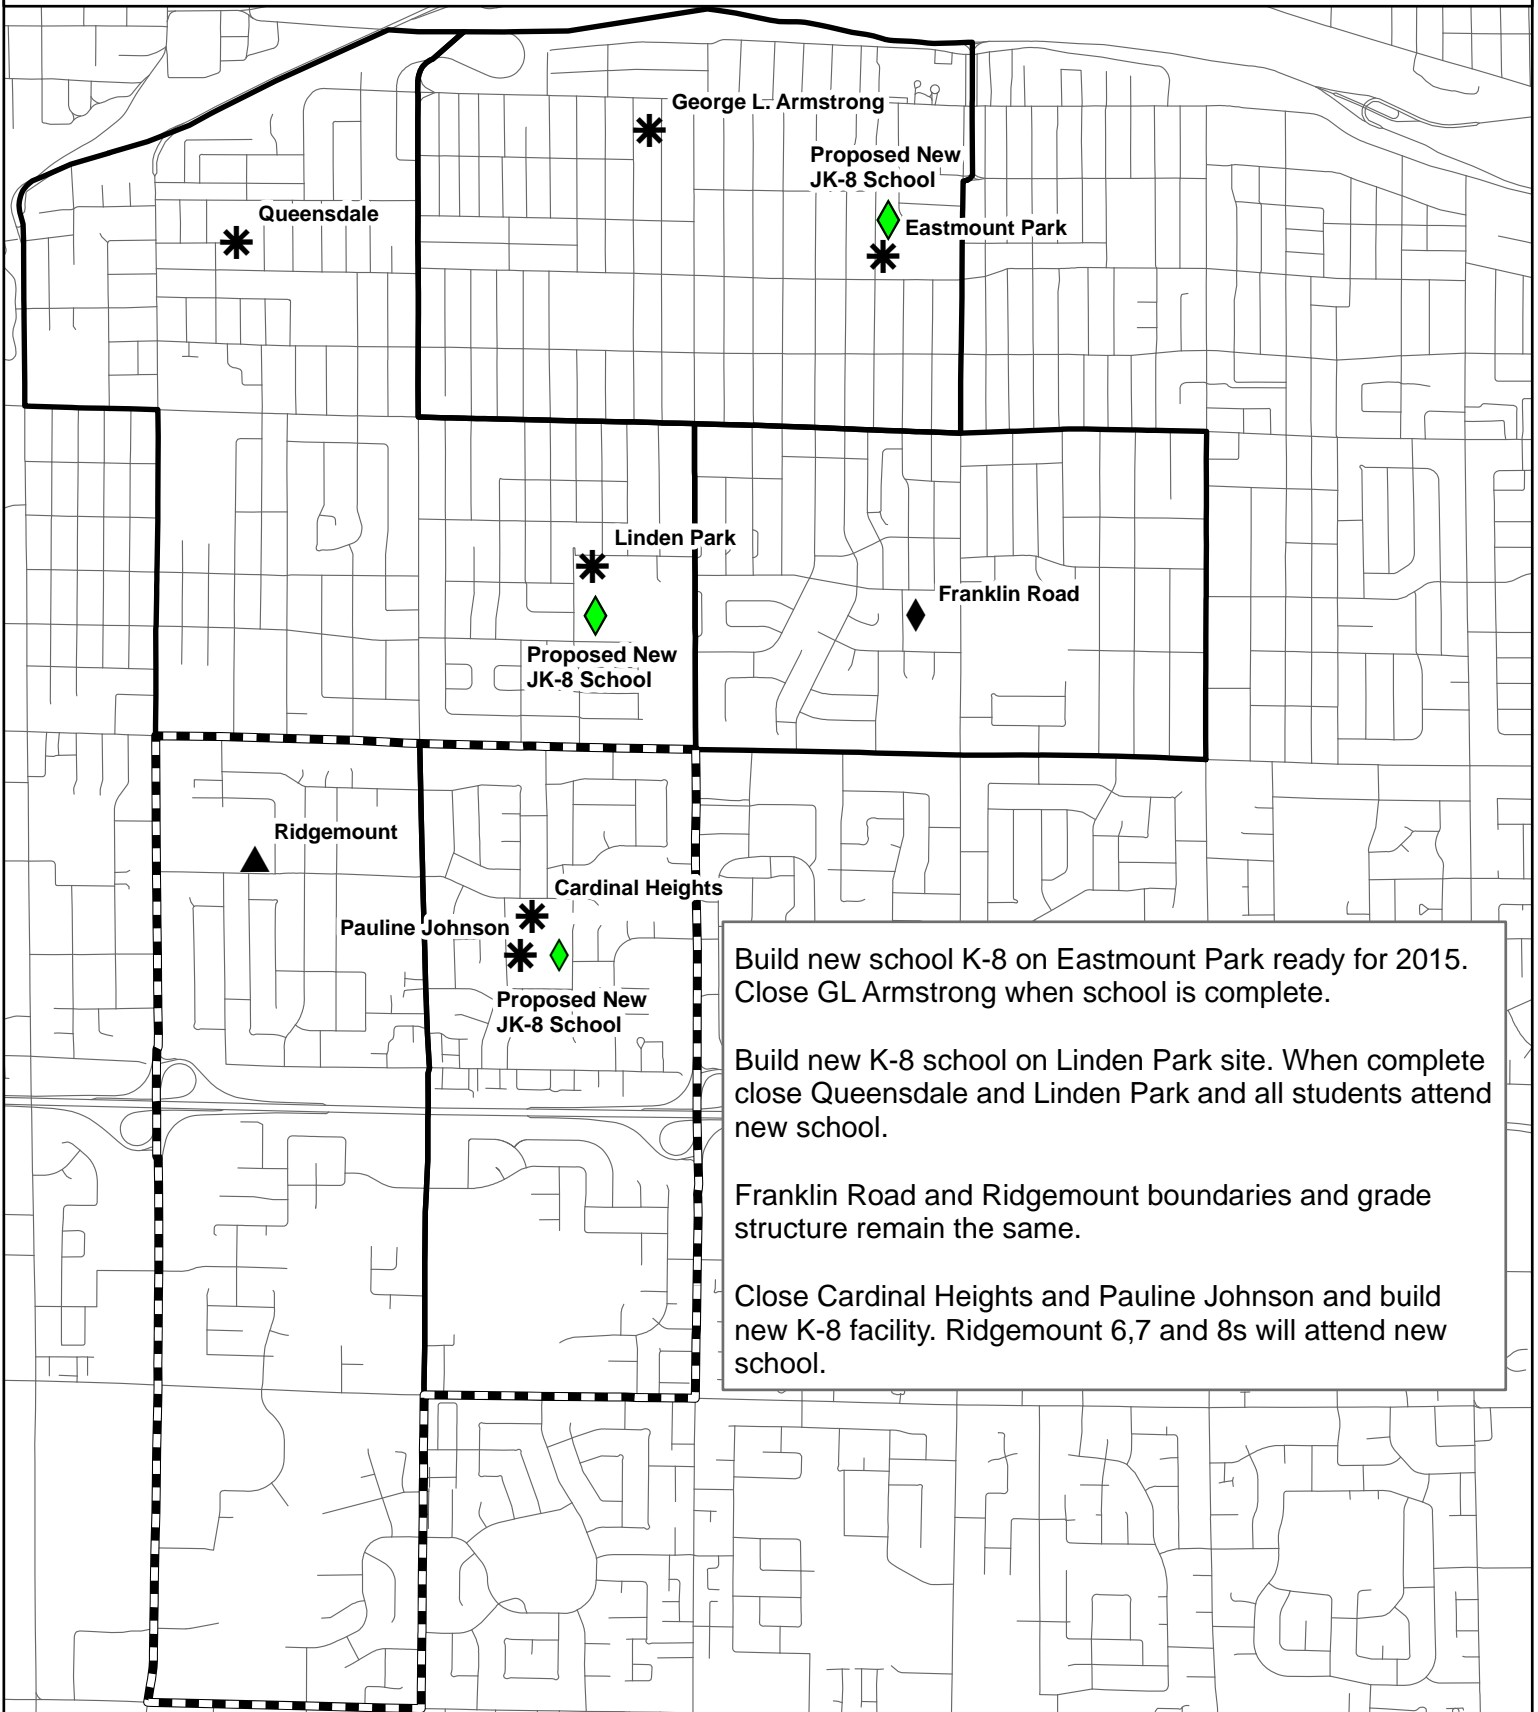 George L. Armstrong
Proposed New
JK-8 School
Queensdale
Eastmount Park
Linden Park
Franklin Road
Proposed New
JK-8 School
Ridgemount
Cardinal Heights
Pauline Johnson
Proposed New
JK-8 School
Build new school K-8 on Eastmount Park ready for 2015.
Close GL Armstrong when school is complete.
Build new K-8 school on Linden Park site. When complete
close Queensdale and Linden Park and all students attend
new school.
Franklin Road and Ridgemount boundaries and grade
structure remain the same.
Close Cardinal Heights and Pauline Johnson and build
new K-8 facility. Ridgemount 6,7 and 8s will attend new
school.